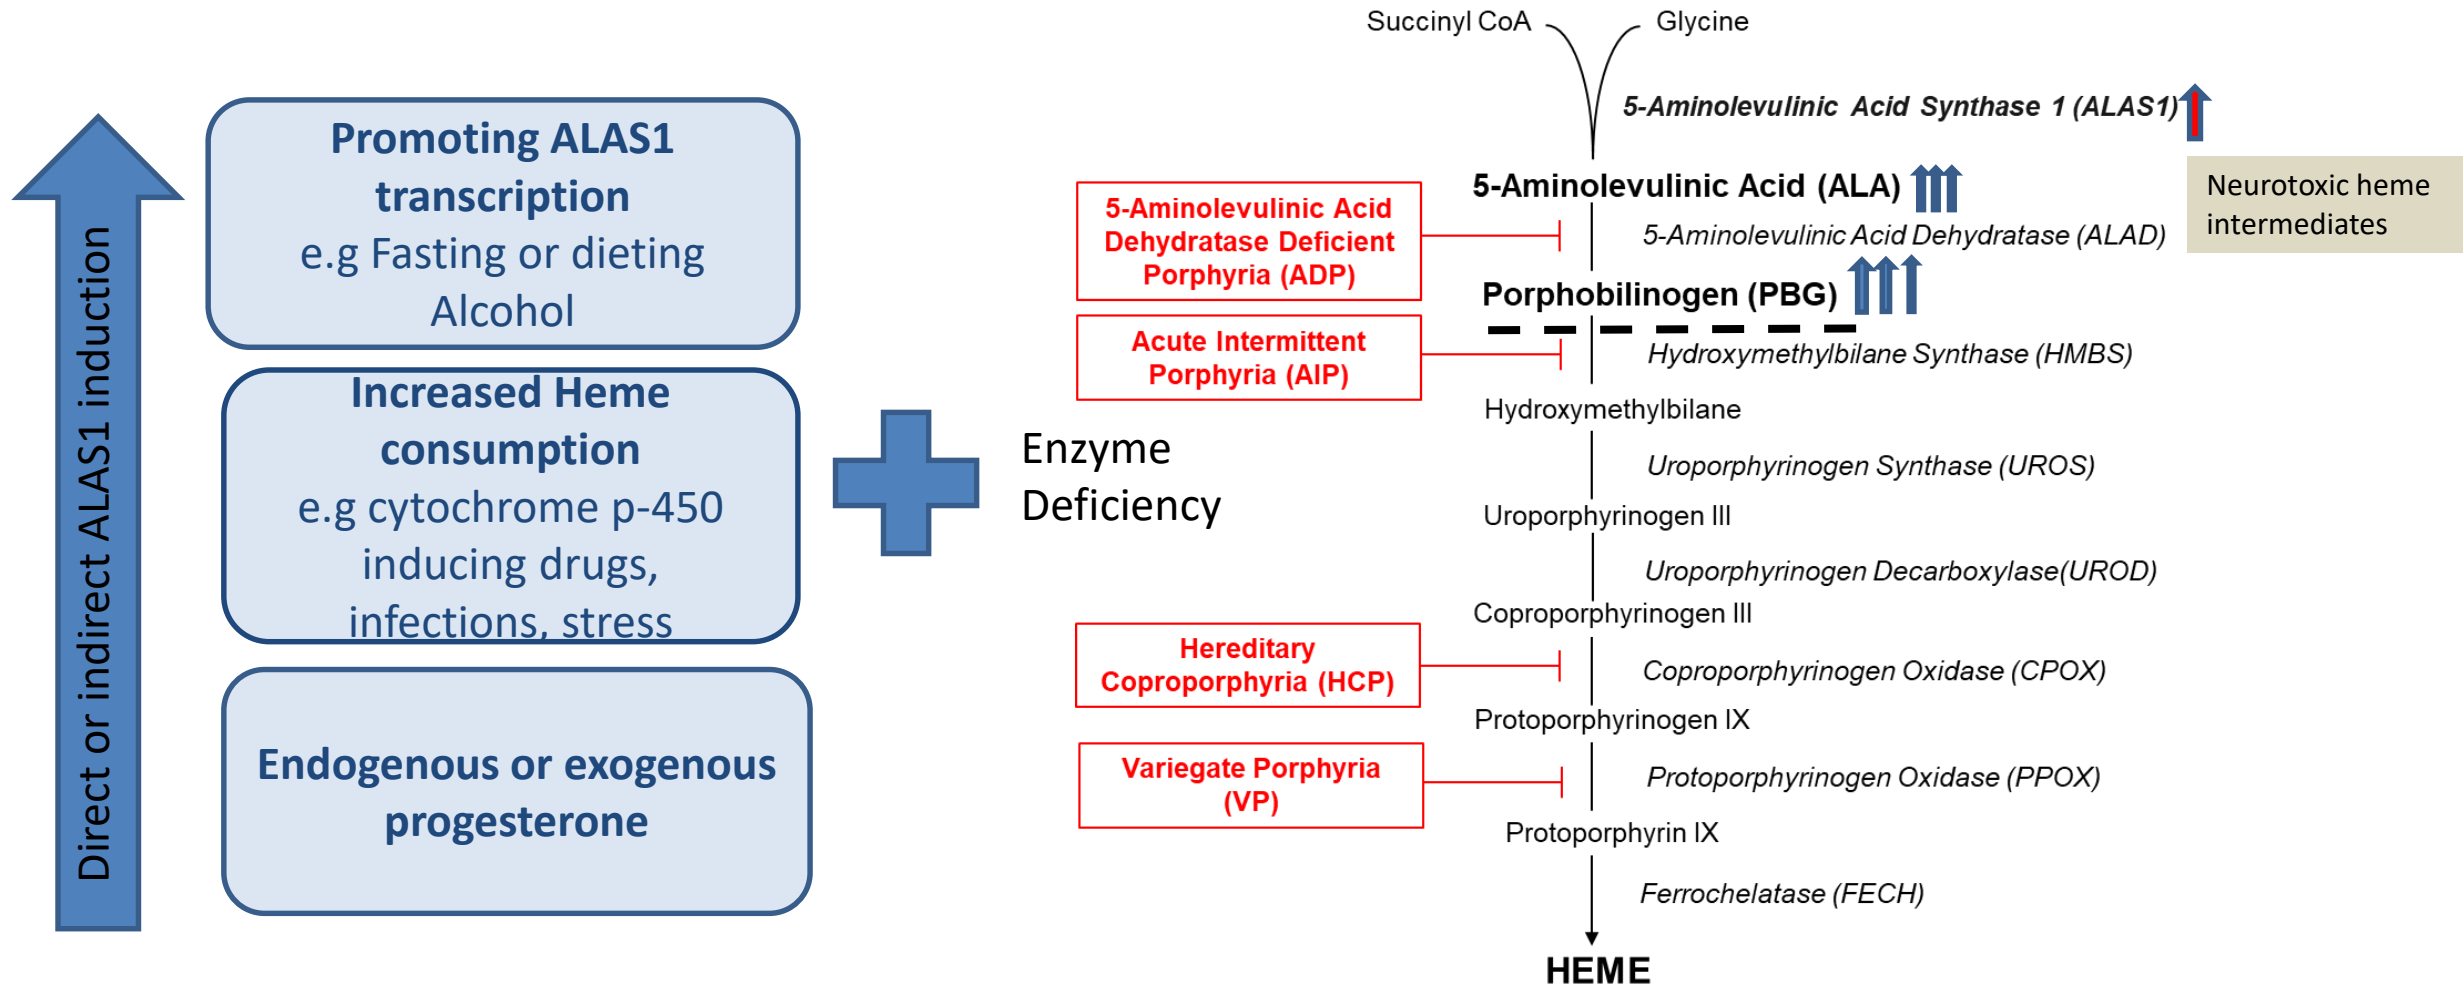 Direct or indirect ALAS1 induction
Promoting ALAS1
transcription
e.g Fasting or dieting
Alcohol
Increased Heme
consumption
e.g cytochrome p-450
inducing drugs,
infections, stress
Endogenous or exogenous
progesterone
Enzyme
Deficiency
Succinyl CoA
Glycine
5-Aminolevulinic Acid Synthase 1 (ALAS1)
Neurotoxic heme
intermediates
5-Aminolevulinic Acid (ALA)
5-Aminolevulinic Acid
Dehydratase Deficient
Porphyria (ADP)
5-Aminolevulinic Acid Dehydratase (ALAD)
Porphobilinogen (PBG)
Acute Intermittent
Porphyria (AIP)
Hydroxymethylbilane Synthase (HMBS)
Hydroxymethylbilane
Uroporphyrinogen Synthase (UROS)
Uroporphyrinogen III
Uroporphyrinogen Decarboxylase(UROD)
Coproporphyrinogen III
Hereditary
Coproporphyria (HCP)
Coproporphyrinogen Oxidase (CPOX)
Protoporphyrinogen IX
Variegate Porphyria
(VP)
Protoporphyrinogen Oxidase (PPOX)
Protoporphyrin IX
Ferrochelatase (FECH)
HEME